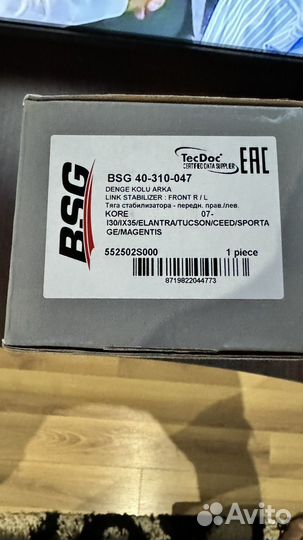 BSG
TecDoc
CERTIFIED DATA SUPPLIER
EAC
BSG 40-310-047
DENGE KOLU ARKA
LINK STABILIZER : FRONT R / L
Тяга стабилизатора - передн. прав./лев.
KORE 07-
I30/IX35/ELANTRA/TUCSON/CEED/SPORTA
GE/MAGENTIS
552502S000 1 piece
8719822044773
Avito